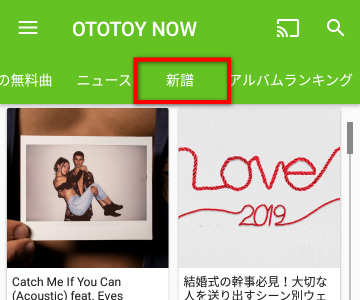 OTOTOY NOW
の無料曲 ニュース 新譜 アルバムランキング
Love
2019
Catch Me If You Can
(Acoustic) feat. Eyes
結婚式の幹事必見！大切な
人を送り出すシーン別ウェ